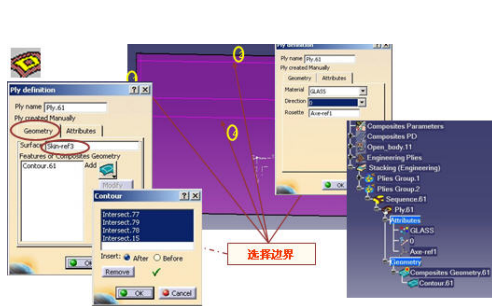 Ply definition
Ply name Ply.61
Ply created Manually
Geometry Attributes
Surface Skin-ref3
Features of Composites Geometry
Contour.61
Add
Modify
Contour
Intersect.77
Intersect.79
Intersect.78
Intersect.15
Insert: After Before
Remove
OK Cancel
Ply definition
Ply name Ply.61
Ply created Manually
Geometry Attributes
Material GLASS
Direction 0
Rosette Axe-ref1
OK
选择边界
Composites Parameters
Composites PD
Open_body.11
Engineering Plies
Stacking (Engineering)
Plies Group.1
Plies Group.2
Sequence.61
Ply.61
Attributes
GLASS
0
Axe-ref1
Geometry
Composites Geometry.61
Contour.61